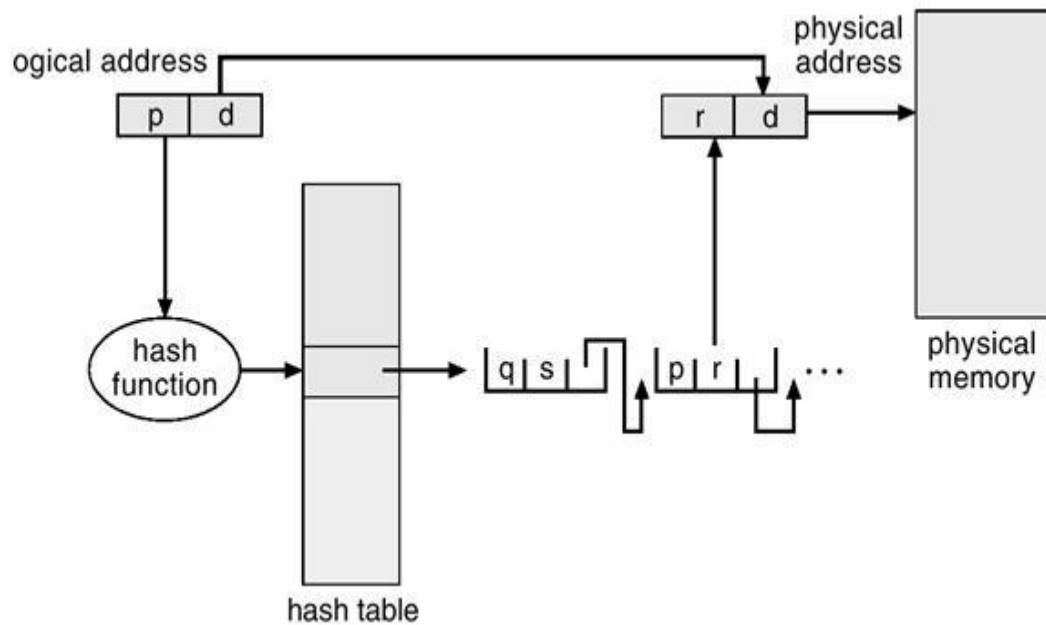 ogical address
p d
physical
address
r d
hash
function
q s
p r
...
physical
memory
hash table